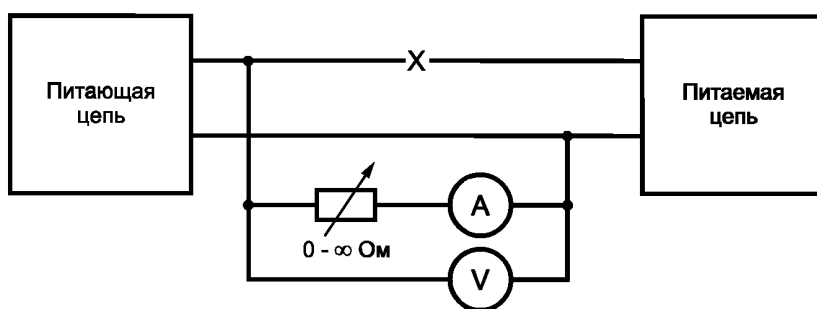 Питающая
цепь
X
Питаемая
цепь
A
0 - ∞ Ом
V